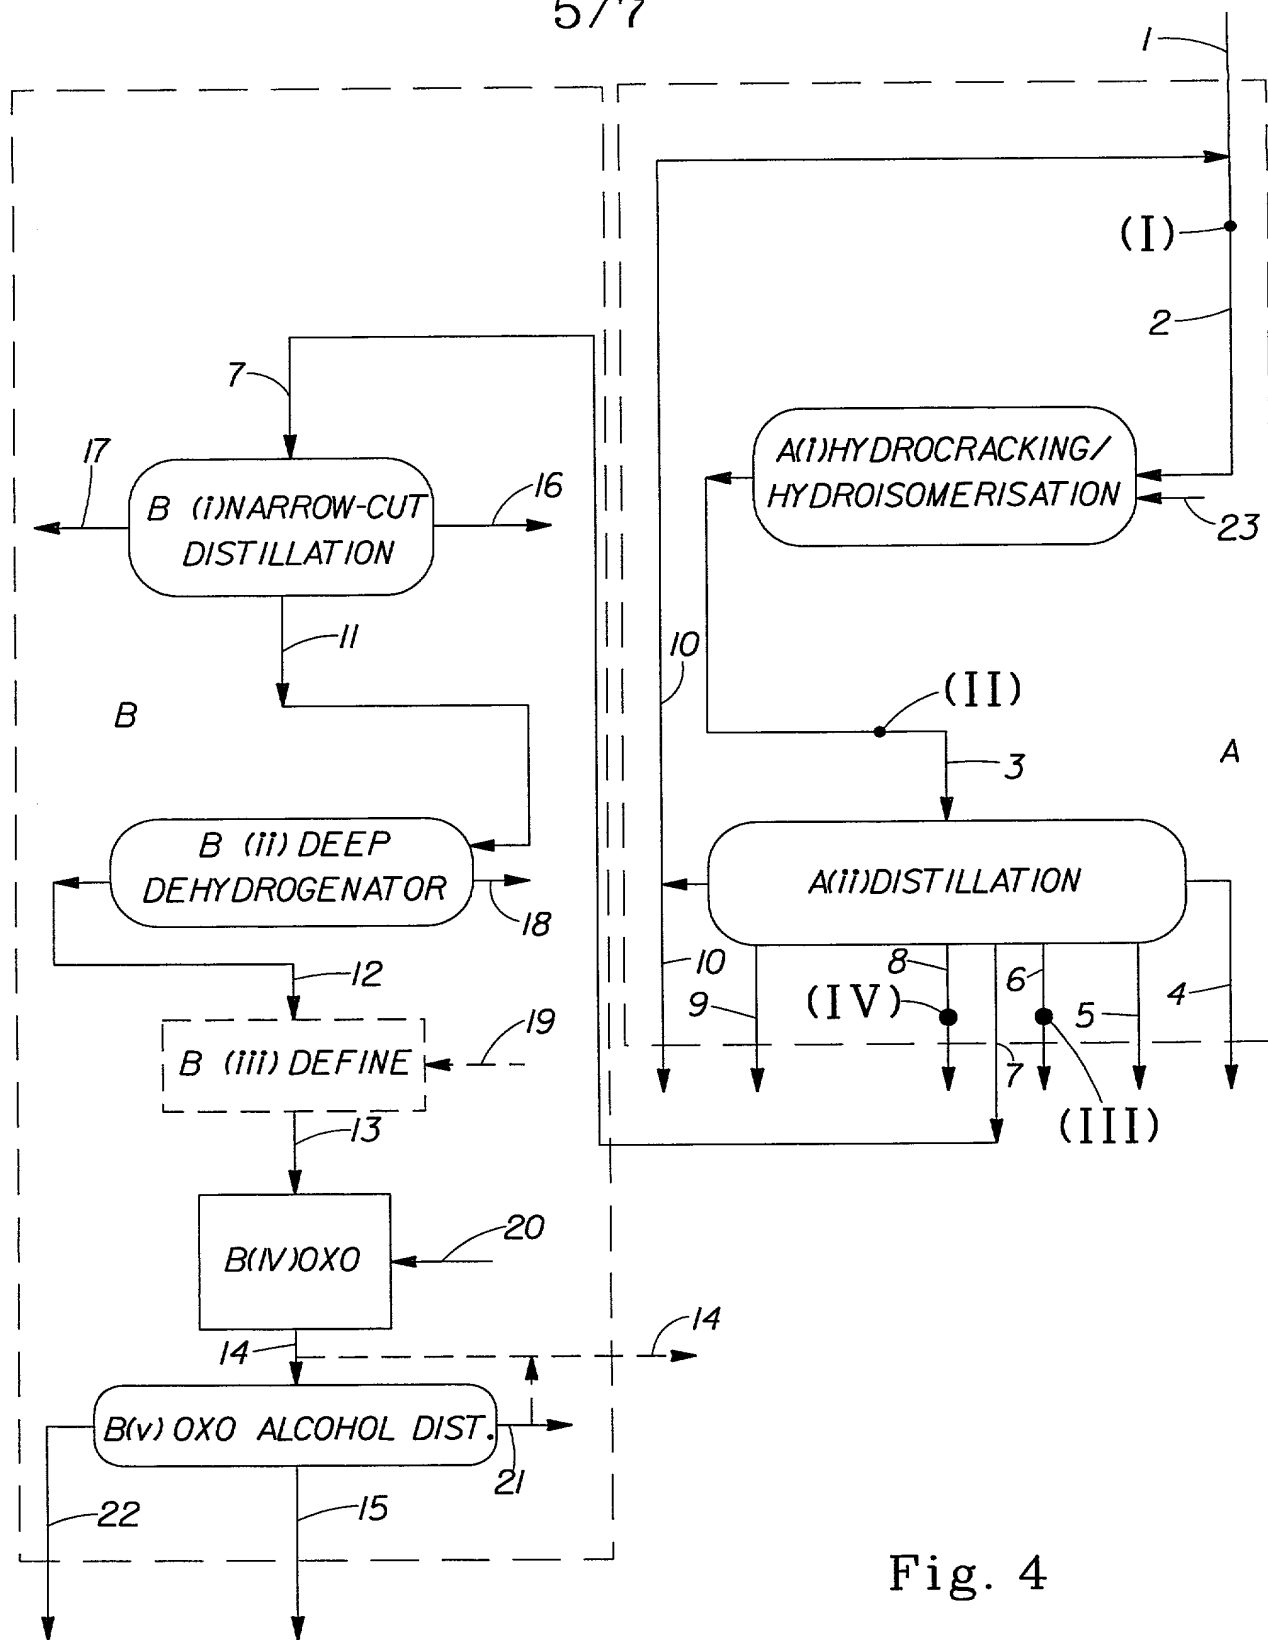 5/7
1
(I)
2
7
A(i)HYDROCRACKING/
HYDROISOMERISATION
17
16
B (i)NARROW-CUT
DISTILLATION
23
11
10
(II)
B
A
3
B (ii) DEEP
DEHYDROGENATOR
A(ii)DISTILLATION
18
12
10
9
8
(IV)
6
5
4
19
B (iii) DEFINE
7
13
(III)
20
B(IV)OXO
14
14
B(v) OXO ALCOHOL DIST.
21
22
15
Fig. 4